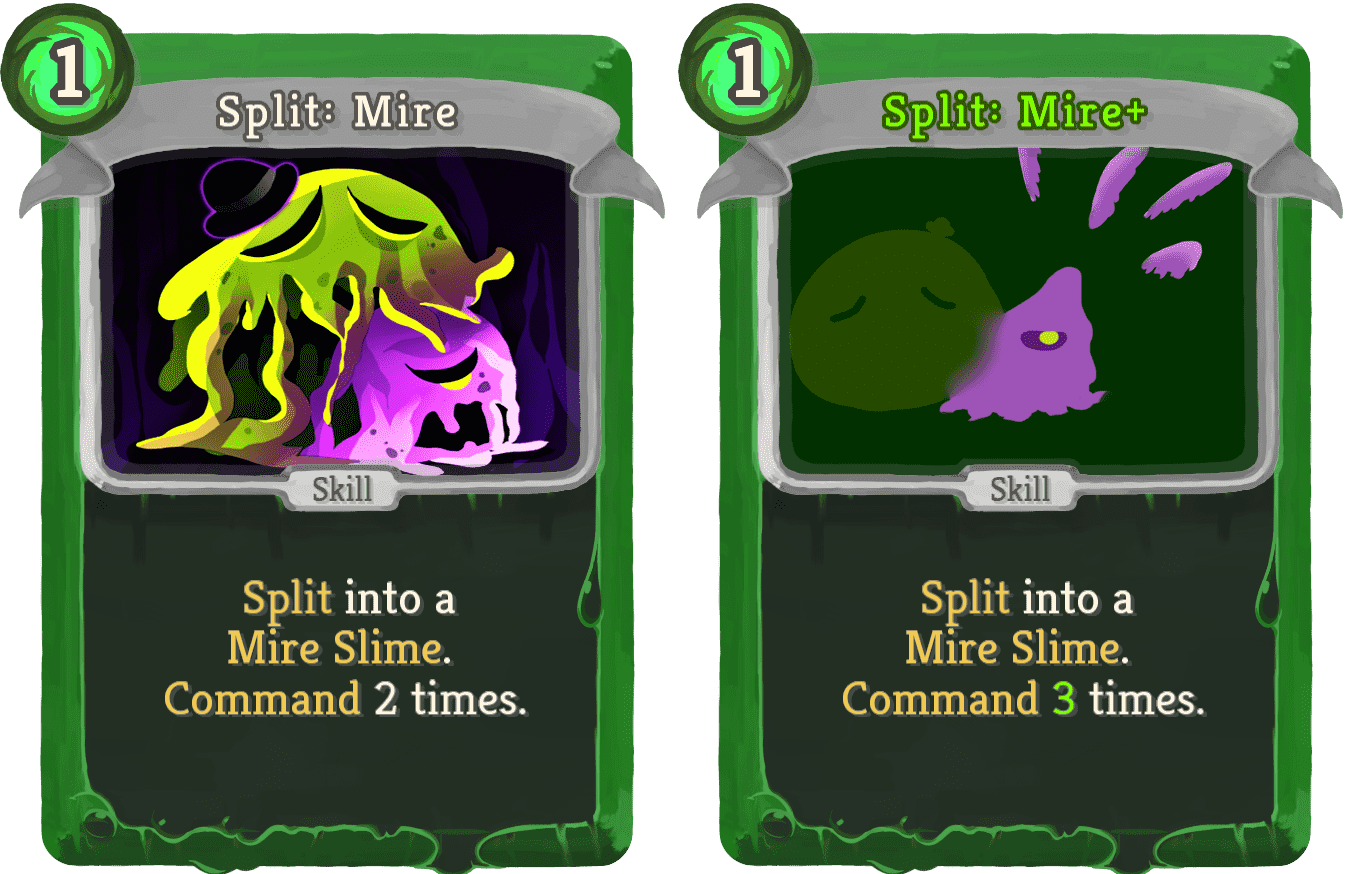 1
Split: Mire
Skill
Split into a
Mire Slime.
Command 2 times.
1
Split: Mire+
Skill
Split into a
Mire Slime.
Command 3 times.